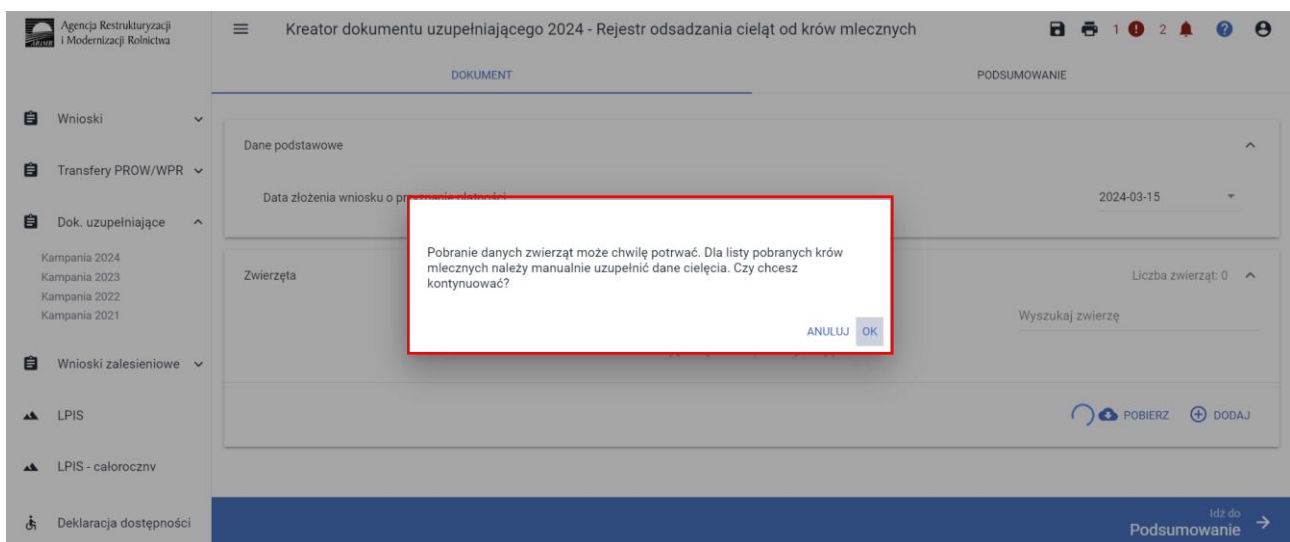 Agencja Restrukturyzacji
i Modernizacji Rolnictwa
ARiMR
Kreator dokumentu uzupełniającego 2024 - Rejestr odsadzania cieląt od krów mlecznych
1
2
DOKUMENT
PODSUMOWANIE
Wnioski
Transfery PROW/WPR
Dok. uzupełniające
Kampania 2024
Kampania 2023
Kampania 2022
Kampania 2021
Wnioski zalesieniowe
LPIS
LPIS - całoroczny
Deklaracja dostępności
Dane podstawowe
Data złożenia wniosku o przyznanie płatności
2024-03-15
Pobranie danych zwierząt może chwilę potrwać. Dla listy pobranych krów
mlecznych należy manualnie uzupełnić dane cielęcia. Czy chcesz
kontynuować?
ANULUJ OK
Zwierzęta
Liczba zwierząt: 0
Wyszukaj zwierzę
POBIERZ
DODAJ
Idź do
Podsumowanie